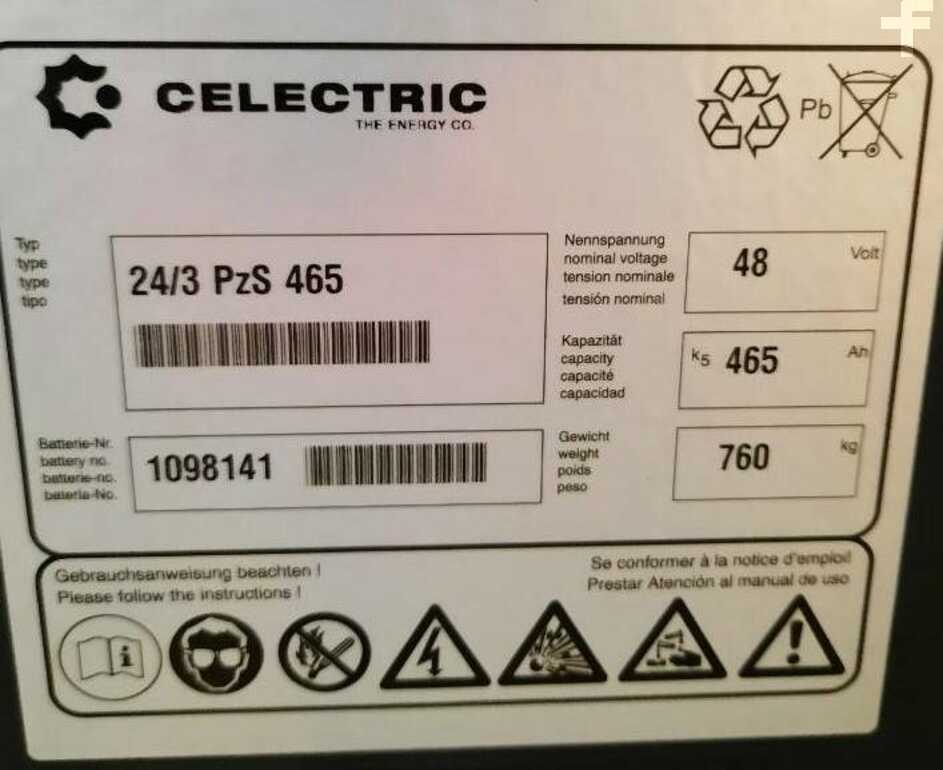 CELECTRIC
THE ENERGY CO.
Pb
Typ
type
type
tipo
24/3 PzS 465
Nennspannung
nominal voltage
tension nominale
tensión nominal
48 Volt
Kapazität
capacity
capacité
capacidad
K5 465 Ah
Batterie-Nr.
battery no.
batterie-no.
bateria-No.
1098141
Gewicht
weight
poids
peso
760 kg
Gebrauchsanweisung beachten !
Please follow the instructions !
Se conformer à la notice d'emploi!
Prestar Atención al manual de uso
i